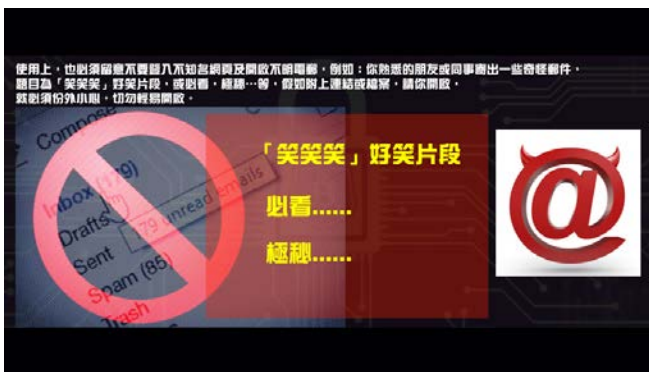 使用上，也必須留意不要登入不知名網頁及開啟不明電郵，例如：你熟悉的朋友或同事寄出一些奇怪郵件，
題目為「笑笑笑」好笑片段，或必看，極秘…等，假如附上連結或檔案，請你開啟，
就必須份外小心，切勿輕易開啟。
Compose
Inbox (179)
Drafts
179 unread emails
Sent
Spam (85)
Trash
「笑笑笑」好笑片段
必看......
極秘......
@